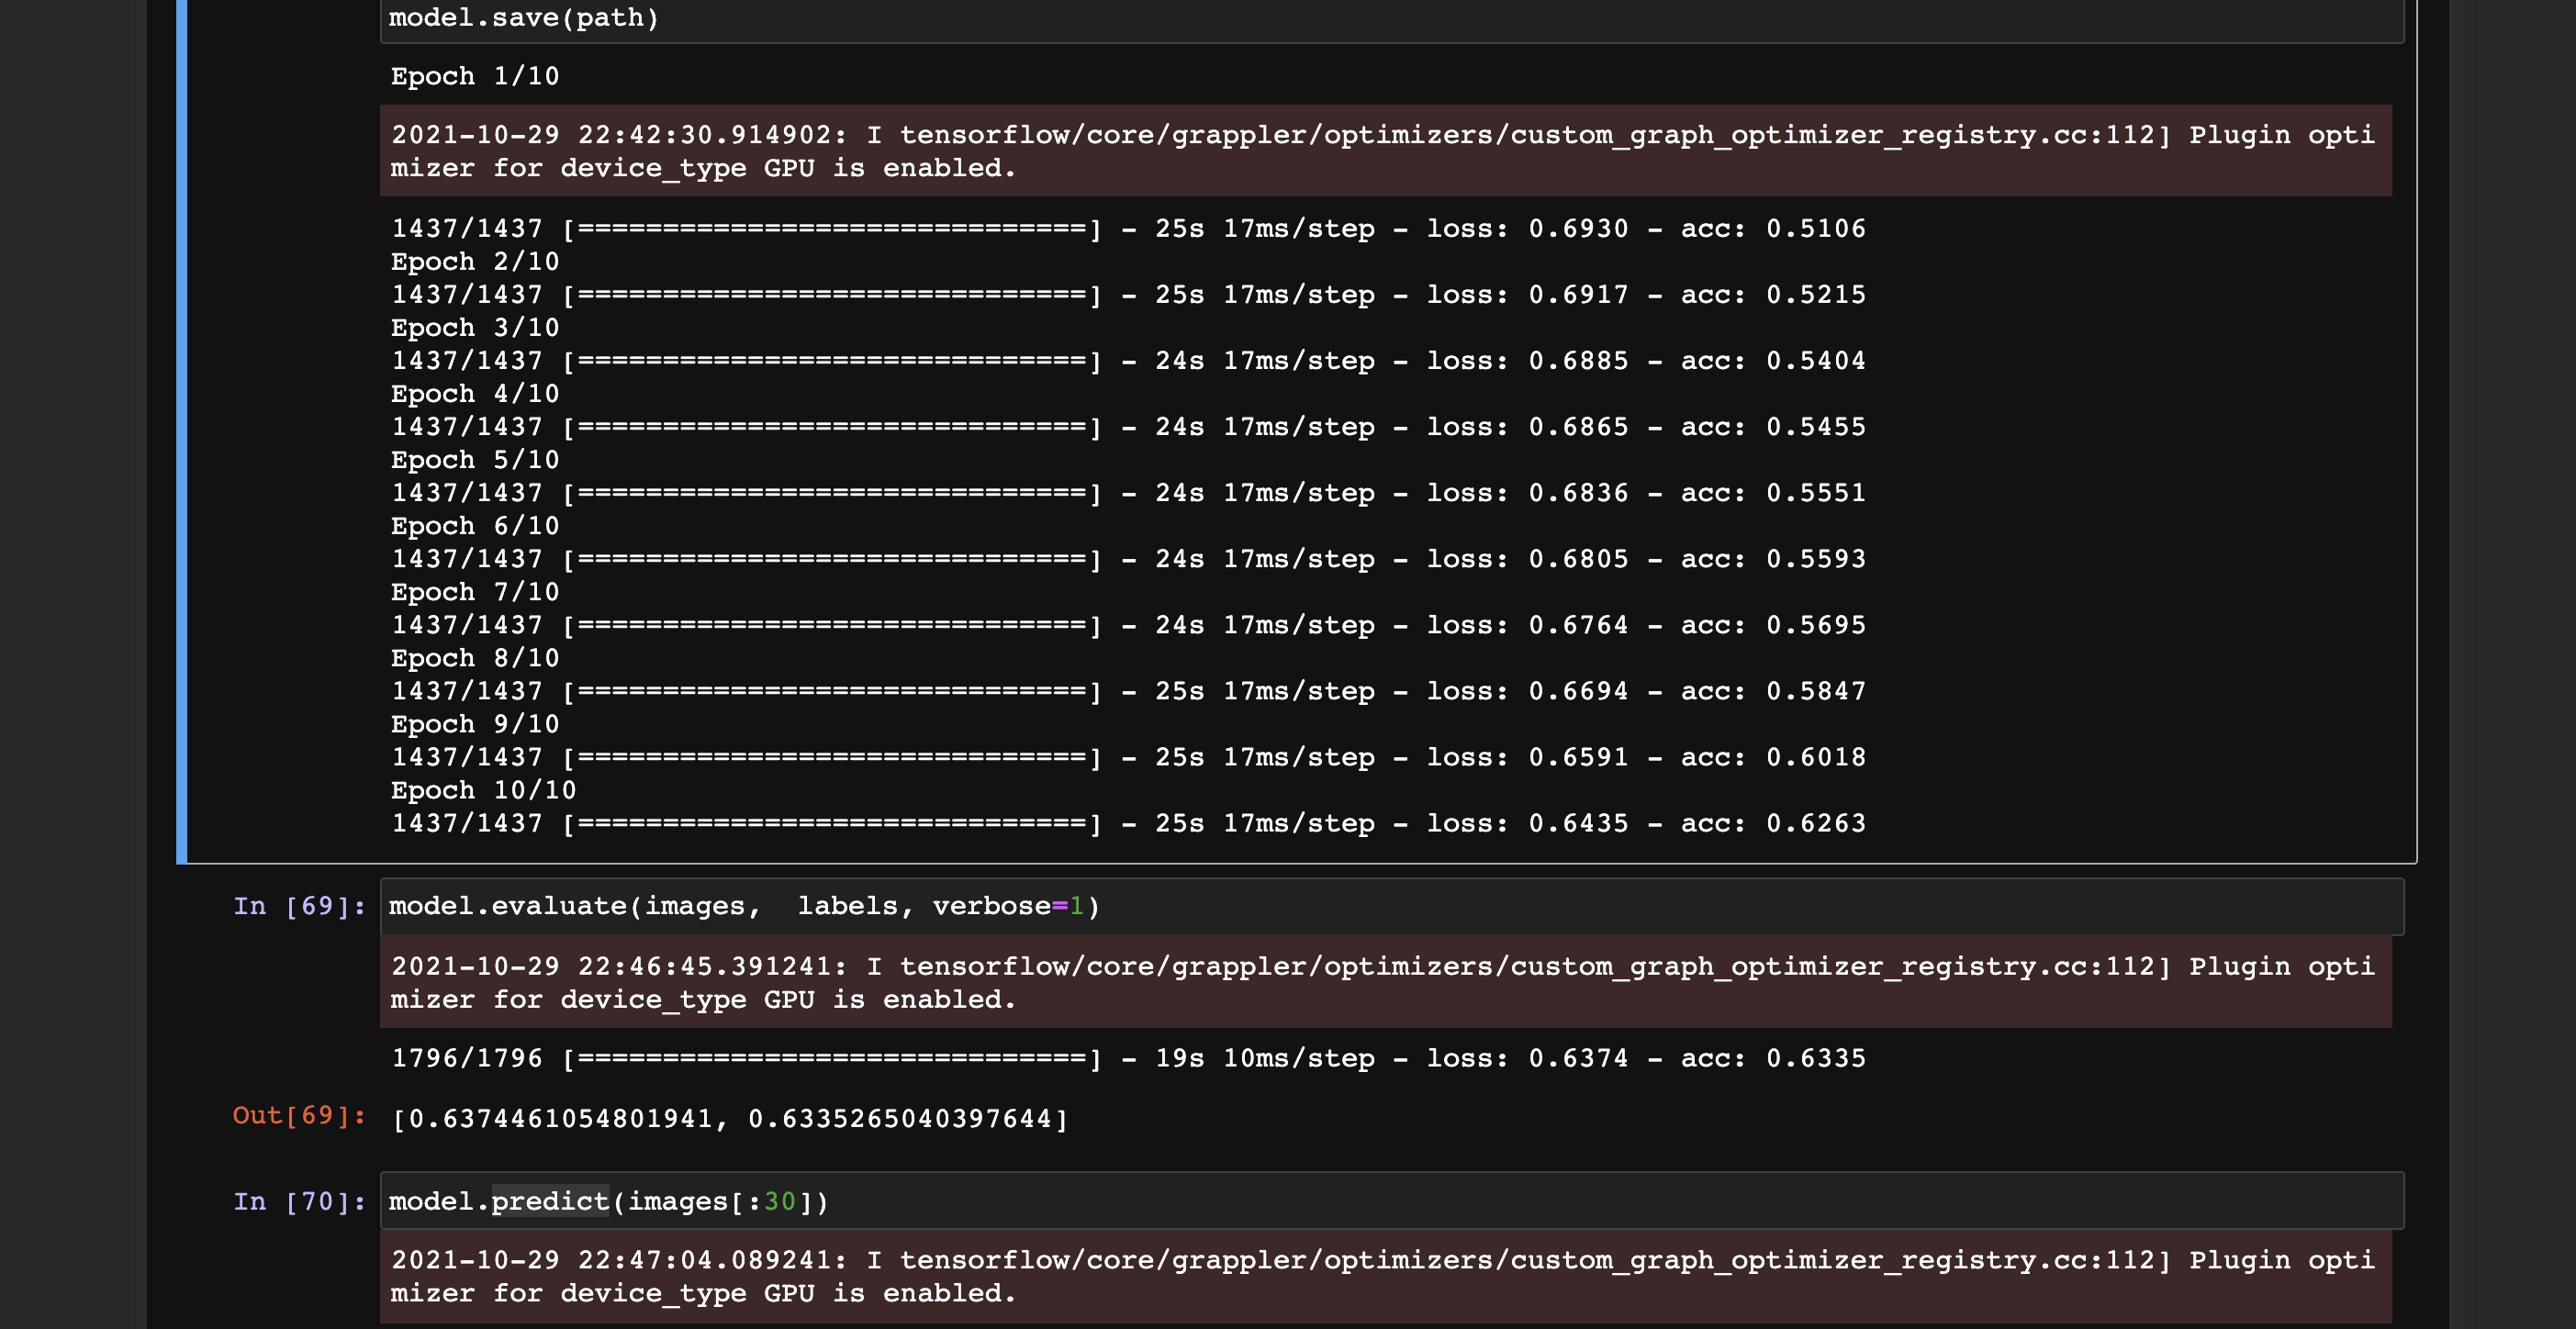 model.save(path)
Epoch 1/10
2021-10-29 22:42:30.914902: I tensorflow/core/grappler/optimizers/custom_graph_optimizer_registry.cc:112] Plugin opti
mizer for device_type GPU is enabled.
1437/1437 [==============================] - 25s 17ms/step - loss: 0.6930 - acc: 0.5106
Epoch 2/10
1437/1437 [==============================] - 25s 17ms/step - loss: 0.6917 - acc: 0.5215
Epoch 3/10
1437/1437 [==============================] - 24s 17ms/step - loss: 0.6885 - acc: 0.5404
Epoch 4/10
1437/1437 [==============================] - 24s 17ms/step - loss: 0.6865 - acc: 0.5455
Epoch 5/10
1437/1437 [==============================] - 24s 17ms/step - loss: 0.6836 - acc: 0.5551
Epoch 6/10
1437/1437 [==============================] - 24s 17ms/step - loss: 0.6805 - acc: 0.5593
Epoch 7/10
1437/1437 [==============================] - 24s 17ms/step - loss: 0.6764 - acc: 0.5695
Epoch 8/10
1437/1437 [==============================] - 25s 17ms/step - loss: 0.6694 - acc: 0.5847
Epoch 9/10
1437/1437 [==============================] - 25s 17ms/step - loss: 0.6591 - acc: 0.6018
Epoch 10/10
1437/1437 [==============================] - 25s 17ms/step - loss: 0.6435 - acc: 0.6263
In [69]: model.evaluate(images,  labels, verbose=1)
2021-10-29 22:46:45.391241: I tensorflow/core/grappler/optimizers/custom_graph_optimizer_registry.cc:112] Plugin opti
mizer for device_type GPU is enabled.
1796/1796 [==============================] - 19s 10ms/step - loss: 0.6374 - acc: 0.6335
Out[69]: [0.6374461054801941, 0.6335265040397644]
In [70]: model.predict(images[:30])
2021-10-29 22:47:04.089241: I tensorflow/core/grappler/optimizers/custom_graph_optimizer_registry.cc:112] Plugin opti
mizer for device_type GPU is enabled.